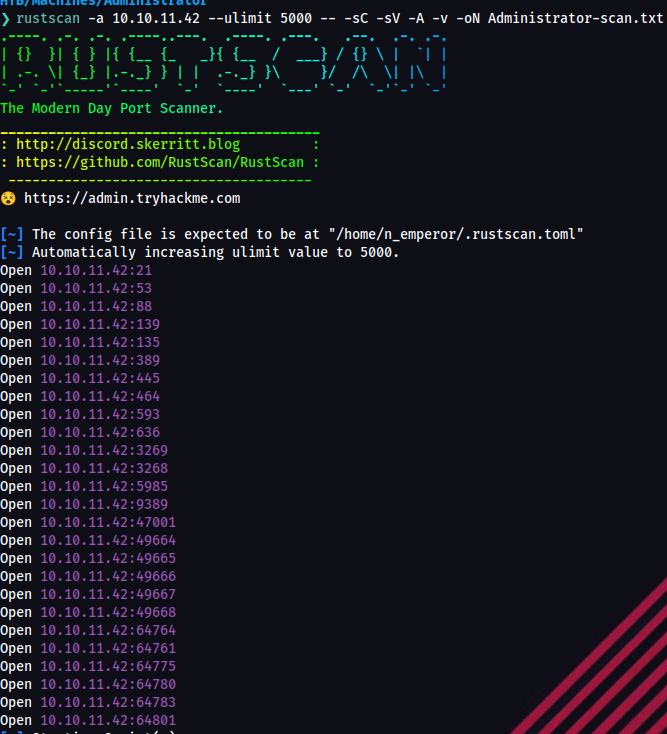 HTB/Machines/Administrator
❯ rustscan -a 10.10.11.42 --ulimit 5000 -- -sC -sV -A -v -oN Administrator-scan.txt
.----. .-. .-. .----..---.  .----. .---.   .--.  .-. .-.
| {}  }| { } |{ {__ {_   _}{ {__  /  ___} / {} \ |  `| |
| .-. \| {_} |.-._} } | |  .-._} }\     }/  /\  \| |\  |
`-' `-'`-----'`----'  `-'  `----'  `---' `-'  `-'`-' `-'
The Modern Day Port Scanner.
________________________________________
: http://discord.skerritt.blog         :
: https://github.com/RustScan/RustScan :
 --------------------------------------
😵 https://admin.tryhackme.com
[~] The config file is expected to be at "/home/n_emperor/.rustscan.toml"
[~] Automatically increasing ulimit value to 5000.
Open 10.10.11.42:21
Open 10.10.11.42:53
Open 10.10.11.42:88
Open 10.10.11.42:139
Open 10.10.11.42:135
Open 10.10.11.42:389
Open 10.10.11.42:445
Open 10.10.11.42:464
Open 10.10.11.42:593
Open 10.10.11.42:636
Open 10.10.11.42:3269
Open 10.10.11.42:3268
Open 10.10.11.42:5985
Open 10.10.11.42:9389
Open 10.10.11.42:47001
Open 10.10.11.42:49664
Open 10.10.11.42:49665
Open 10.10.11.42:49666
Open 10.10.11.42:49667
Open 10.10.11.42:49668
Open 10.10.11.42:64764
Open 10.10.11.42:64761
Open 10.10.11.42:64775
Open 10.10.11.42:64780
Open 10.10.11.42:64783
Open 10.10.11.42:64801